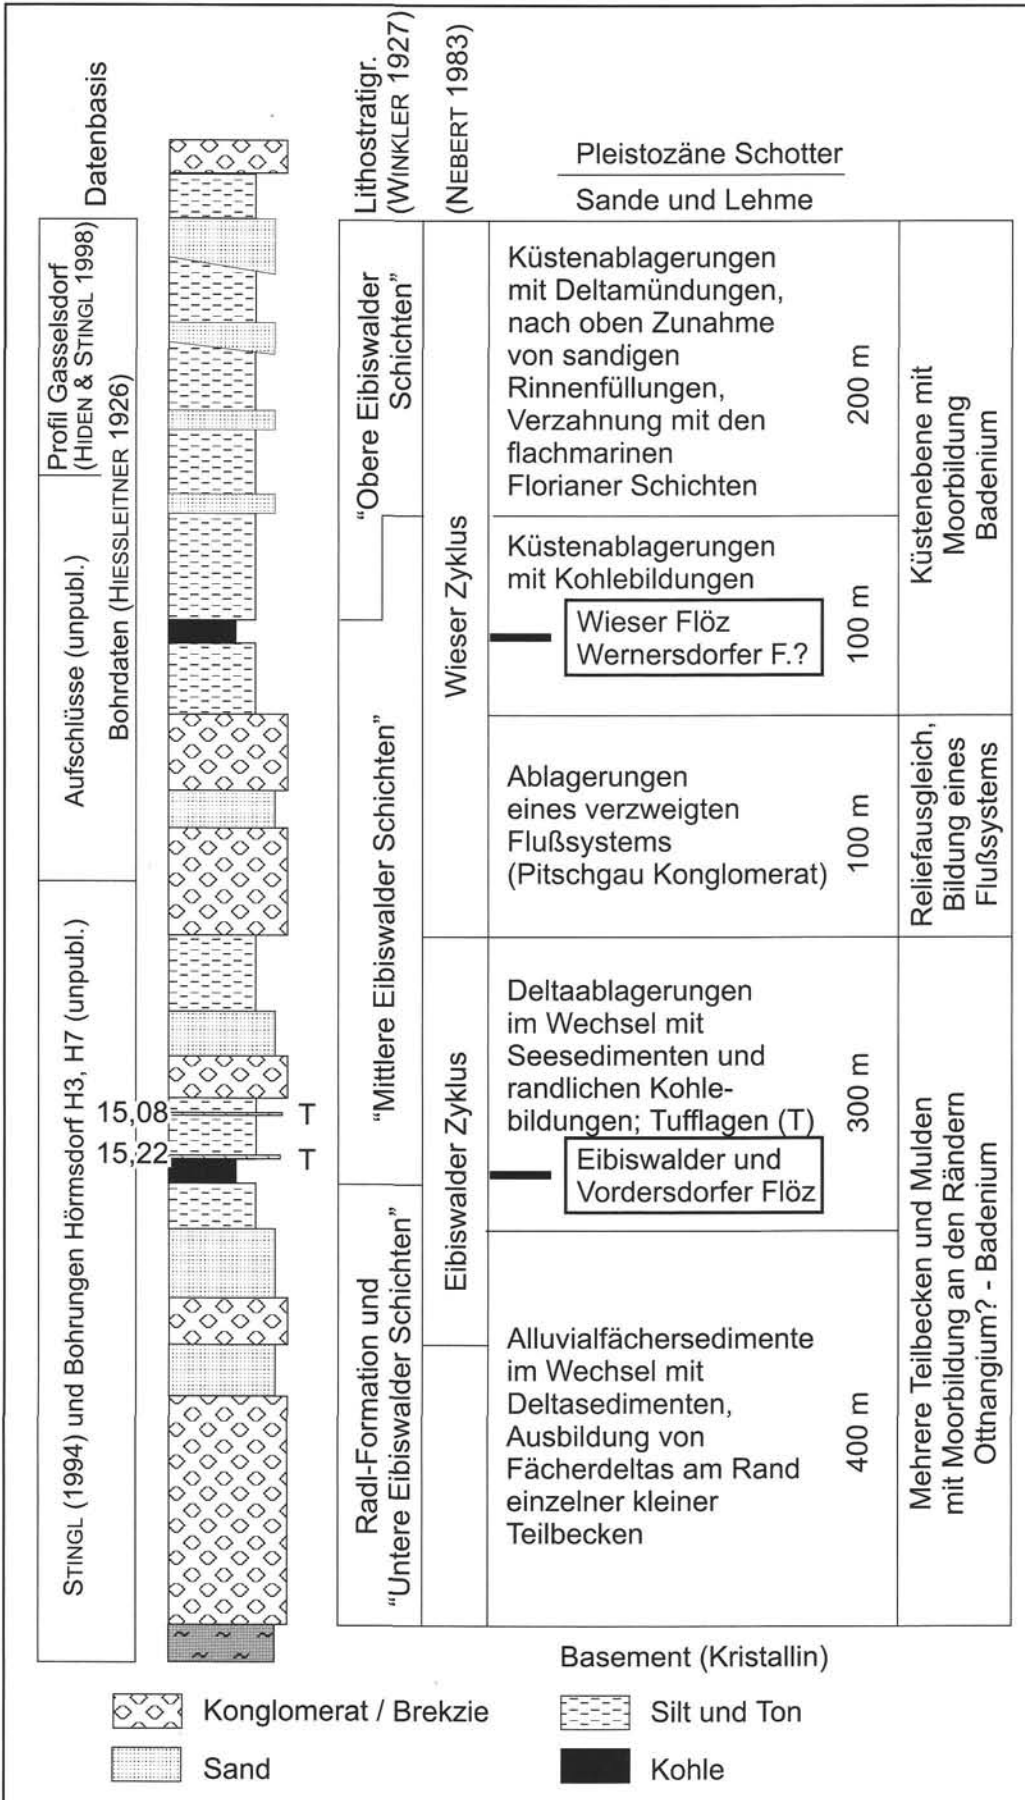 Datenbasis
Lithostratigr.
(WINKLER 1927)
(NEBERT 1983)
Pleistozäne Schotter
Sande und Lehme
Profil Gasselsdorf
(HIDEN & STINGL 1998)
Aufschlüsse (unpubl.)
Bohrdaten (HIESSLEITNER 1926)
STINGL (1994) und Bohrungen Hörmsdorf H3, H7 (unpubl.)
15,08
T
15,22
T
“Obere Eibiswalder
Schichten”
“Mittlere Eibiswalder Schichten”
Radl-Formation und
“Untere Eibiswalder Schichten”
Wieser Zyklus
Eibiswalder Zyklus
Küstenablagerungen
mit Deltamündungen,
nach oben Zunahme
von sandigen
Rinnenfüllungen,
Verzahnung mit den
flachmarinen
Florianer Schichten
200 m
Küstenablagerungen
mit Kohlebildungen
Wieser Flöz
Wernersdorfer F.?
100 m
Küstenebene mit
Moorbildung
Badenium
Ablagerungen
eines verzweigten
Flußsystems
(Pitschgau Konglomerat)
100 m
Reliefausgleich,
Bildung eines
Flußsystems
Deltaablagerungen
im Wechsel mit
Seesedimenten und
randlichen Kohle-
bildungen; Tufflagen (T)
Eibiswalder und
Vordersdorfer Flöz
300 m
Alluvialfächersedimente
im Wechsel mit
Deltasedimenten,
Ausbildung von
Fächerdeltas am Rand
einzelner kleiner
Teilbecken
400 m
Mehrere Teilbecken und Mulden
mit Moorbildung an den Rändern
Ottnangium? - Badenium
Basement (Kristallin)
Konglomerat / Brekzie
Silt und Ton
Sand
Kohle